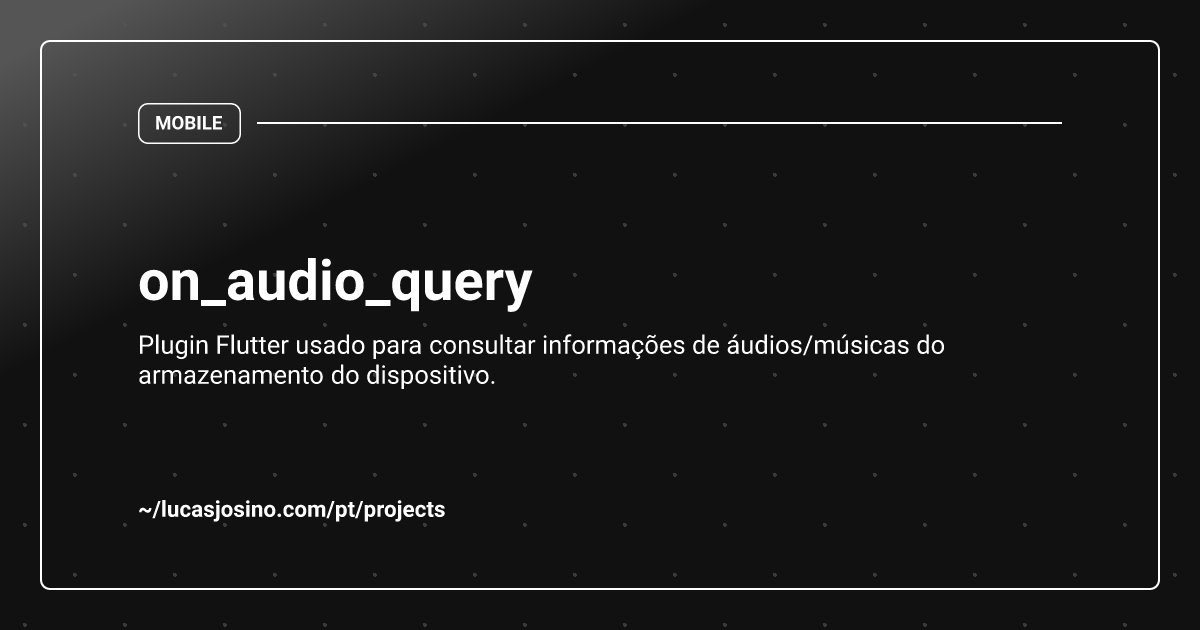 MOBILE
on_audio_query
Plugin Flutter usado para consultar informações de áudios/músicas do
armazenamento do dispositivo.
~/lucasjosino.com/pt/projects